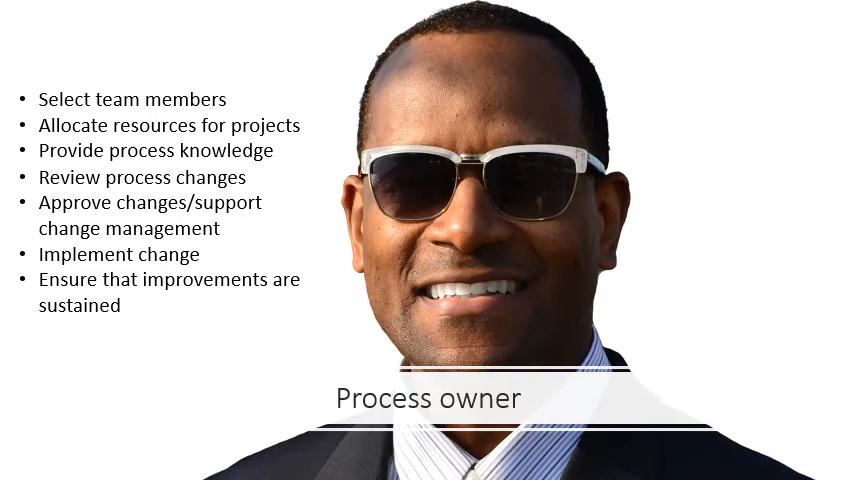 • Select team members
• Allocate resources for projects
• Provide process knowledge
• Review process changes
• Approve changes/support
change management
• Implement change
• Ensure that improvements are
sustained
Process owner